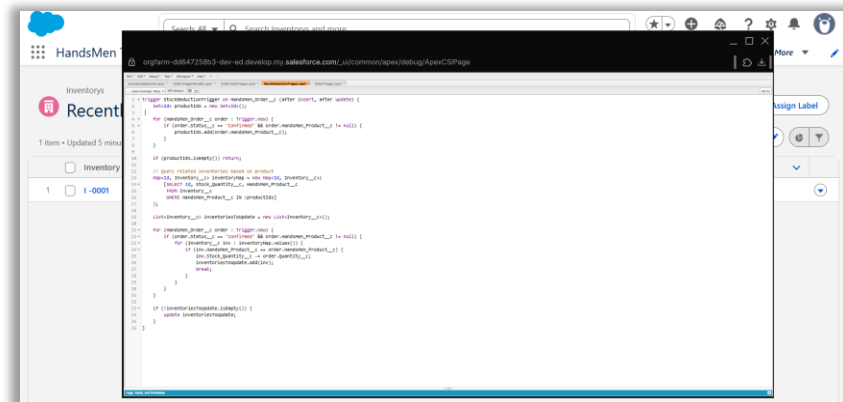 Search: All
Search Inventorys and more
HandsMen T
More
orgfarm-dd647258b3-dev-ed.develop.my.salesforce.com/_ui/common/apex/debug/ApexCSIPage
Inventorys
Recentl
1 item • Updated 5 minu
Assign Label
Inventory
1 I -0001
trigger StockDeductionTrigger on HandsMen_Order__c (after insert, after update) {
Set<Id> productIds = new Set<Id>();
for (HandsMen_Order__c order : Trigger.new) {
if (order.Status__c == 'Confirmed' && order.HandsMen_Product__c != null) {
productIds.add(order.HandsMen_Product__c);
}
}
if (productIds.isEmpty()) return;
// Query related inventories based on product
Map<Id, Inventory__c> inventoryMap = new Map<Id, Inventory__c>(
[SELECT Id, Stock_Quantity__c, HandsMen_Product__c
FROM Inventory__c
WHERE HandsMen_Product__c IN :productIds]
);
List<Inventory__c> inventoriesToUpdate = new List<Inventory__c>();
for (HandsMen_Order__c order : Trigger.new) {
if (order.Status__c == 'Confirmed' && order.HandsMen_Product__c != null) {
for (Inventory__c inv : inventoryMap.values()) {
if (inv.HandsMen_Product__c == order.HandsMen_Product__c) {
inv.Stock_Quantity__c -= order.Quantity__c;
inventoriesToUpdate.add(inv);
break;
}
}
}
}
if (!inventoriesToUpdate.isEmpty()) {
update inventoriesToUpdate;
}
}
Logs, Tests, and Problems